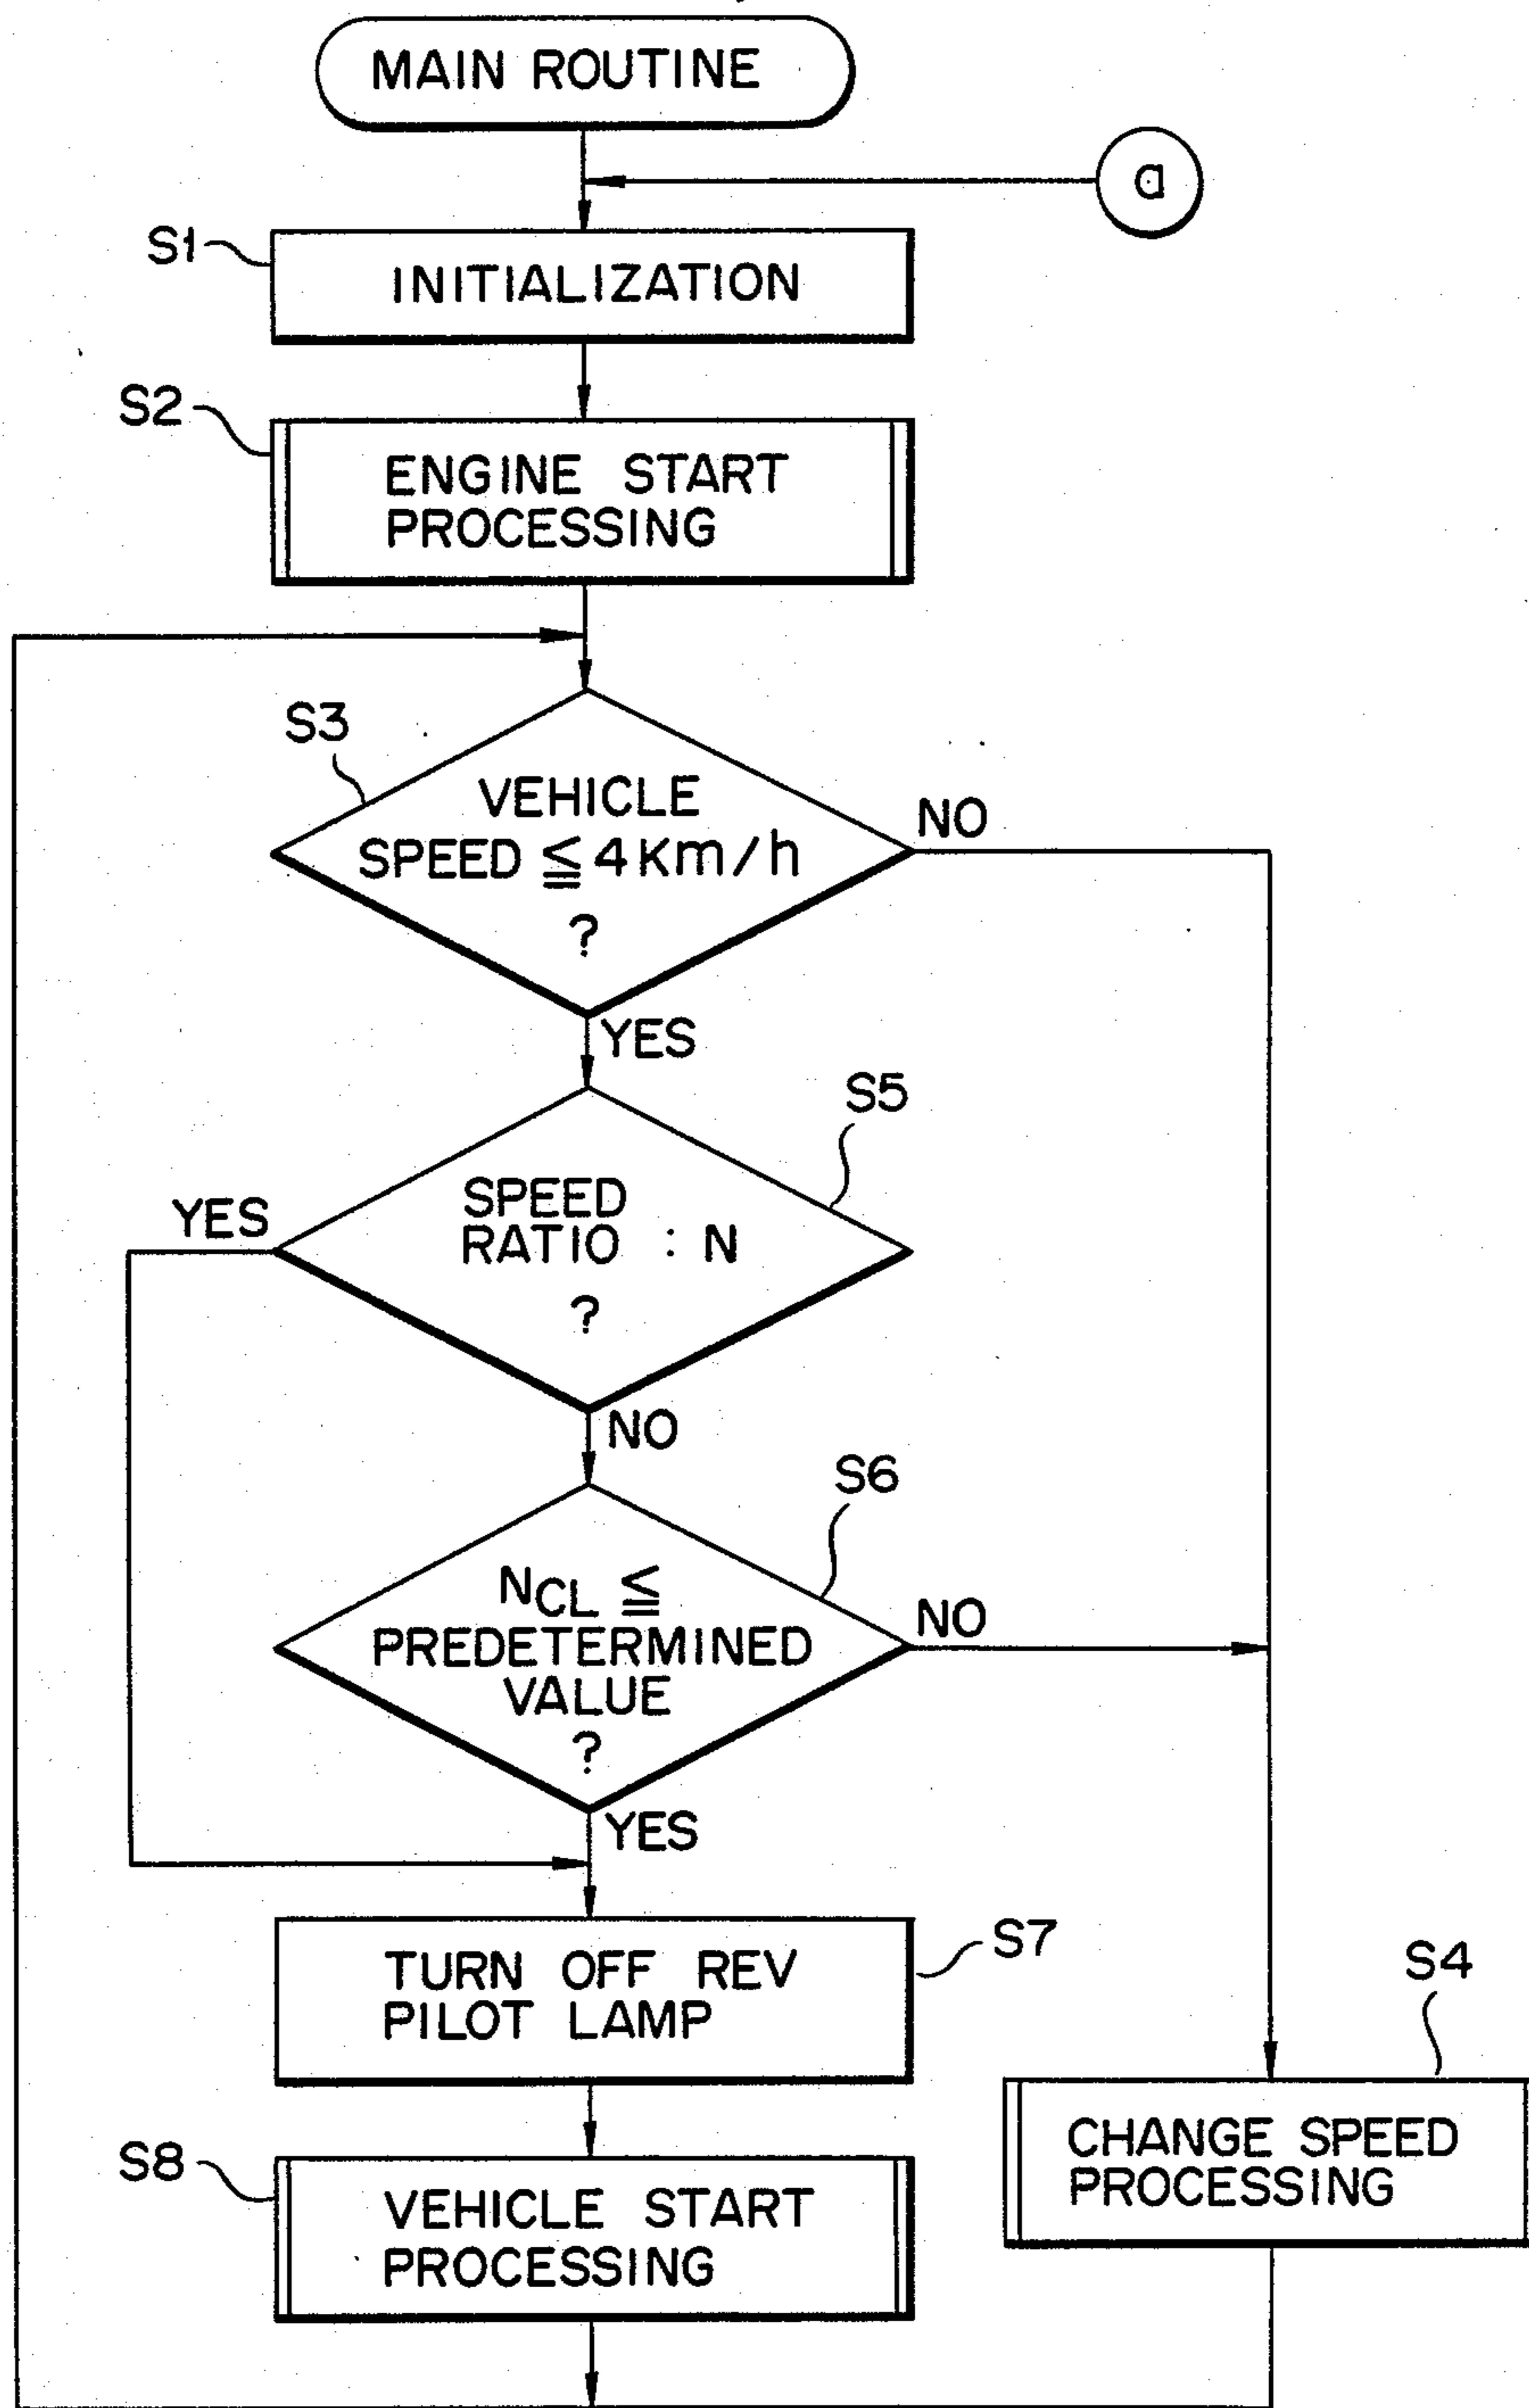 MAIN ROUTINE
a
S1
INITIALIZATION
S2
ENGINE START
PROCESSING
S3
VEHICLE
SPEED ≦ 4Km/h
?
NO
YES
S5
SPEED
RATIO : N
?
YES
NO
S6
NCL ≦
PREDETERMINED
VALUE
?
NO
YES
S7
TURN OFF REV
PILOT LAMP
S4
CHANGE SPEED
PROCESSING
S8
VEHICLE START
PROCESSING